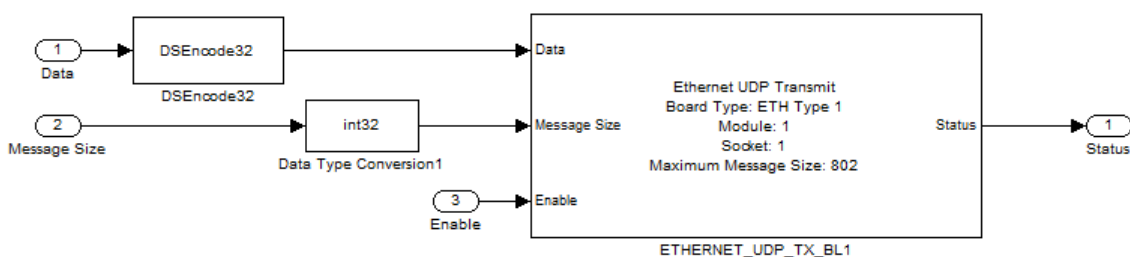 1
Data
DSEncode32
DSEncode32
2
Message Size
int32
Data Type Conversion1
3
Enable
Data
Message Size
Enable
Ethernet UDP Transmit
Board Type: ETH Type 1
Module: 1
Socket: 1
Maximum Message Size: 802
Status
ETHERNET_UDP_TX_BL1
1
Status